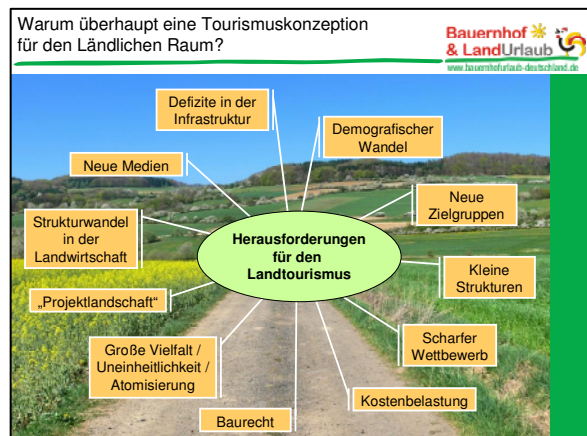 Warum überhaupt eine Tourismuskonzeption
für den Ländlichen Raum?
Bauernhof
& LandUrlaub
www.bauernhofurlaub-deutschland.de
Defizite in der
Infrastruktur
Demografischer
Wandel
Neue Medien
Neue
Zielgruppen
Strukturwandel
in der
Landwirtschaft
Herausforderungen
für den
Landtourismus
Kleine
Strukturen
„Projektlandschaft“
Scharfer
Wettbewerb
Große Vielfalt /
Uneinheitlichkeit /
Atomisierung
Kostenbelastung
Baurecht